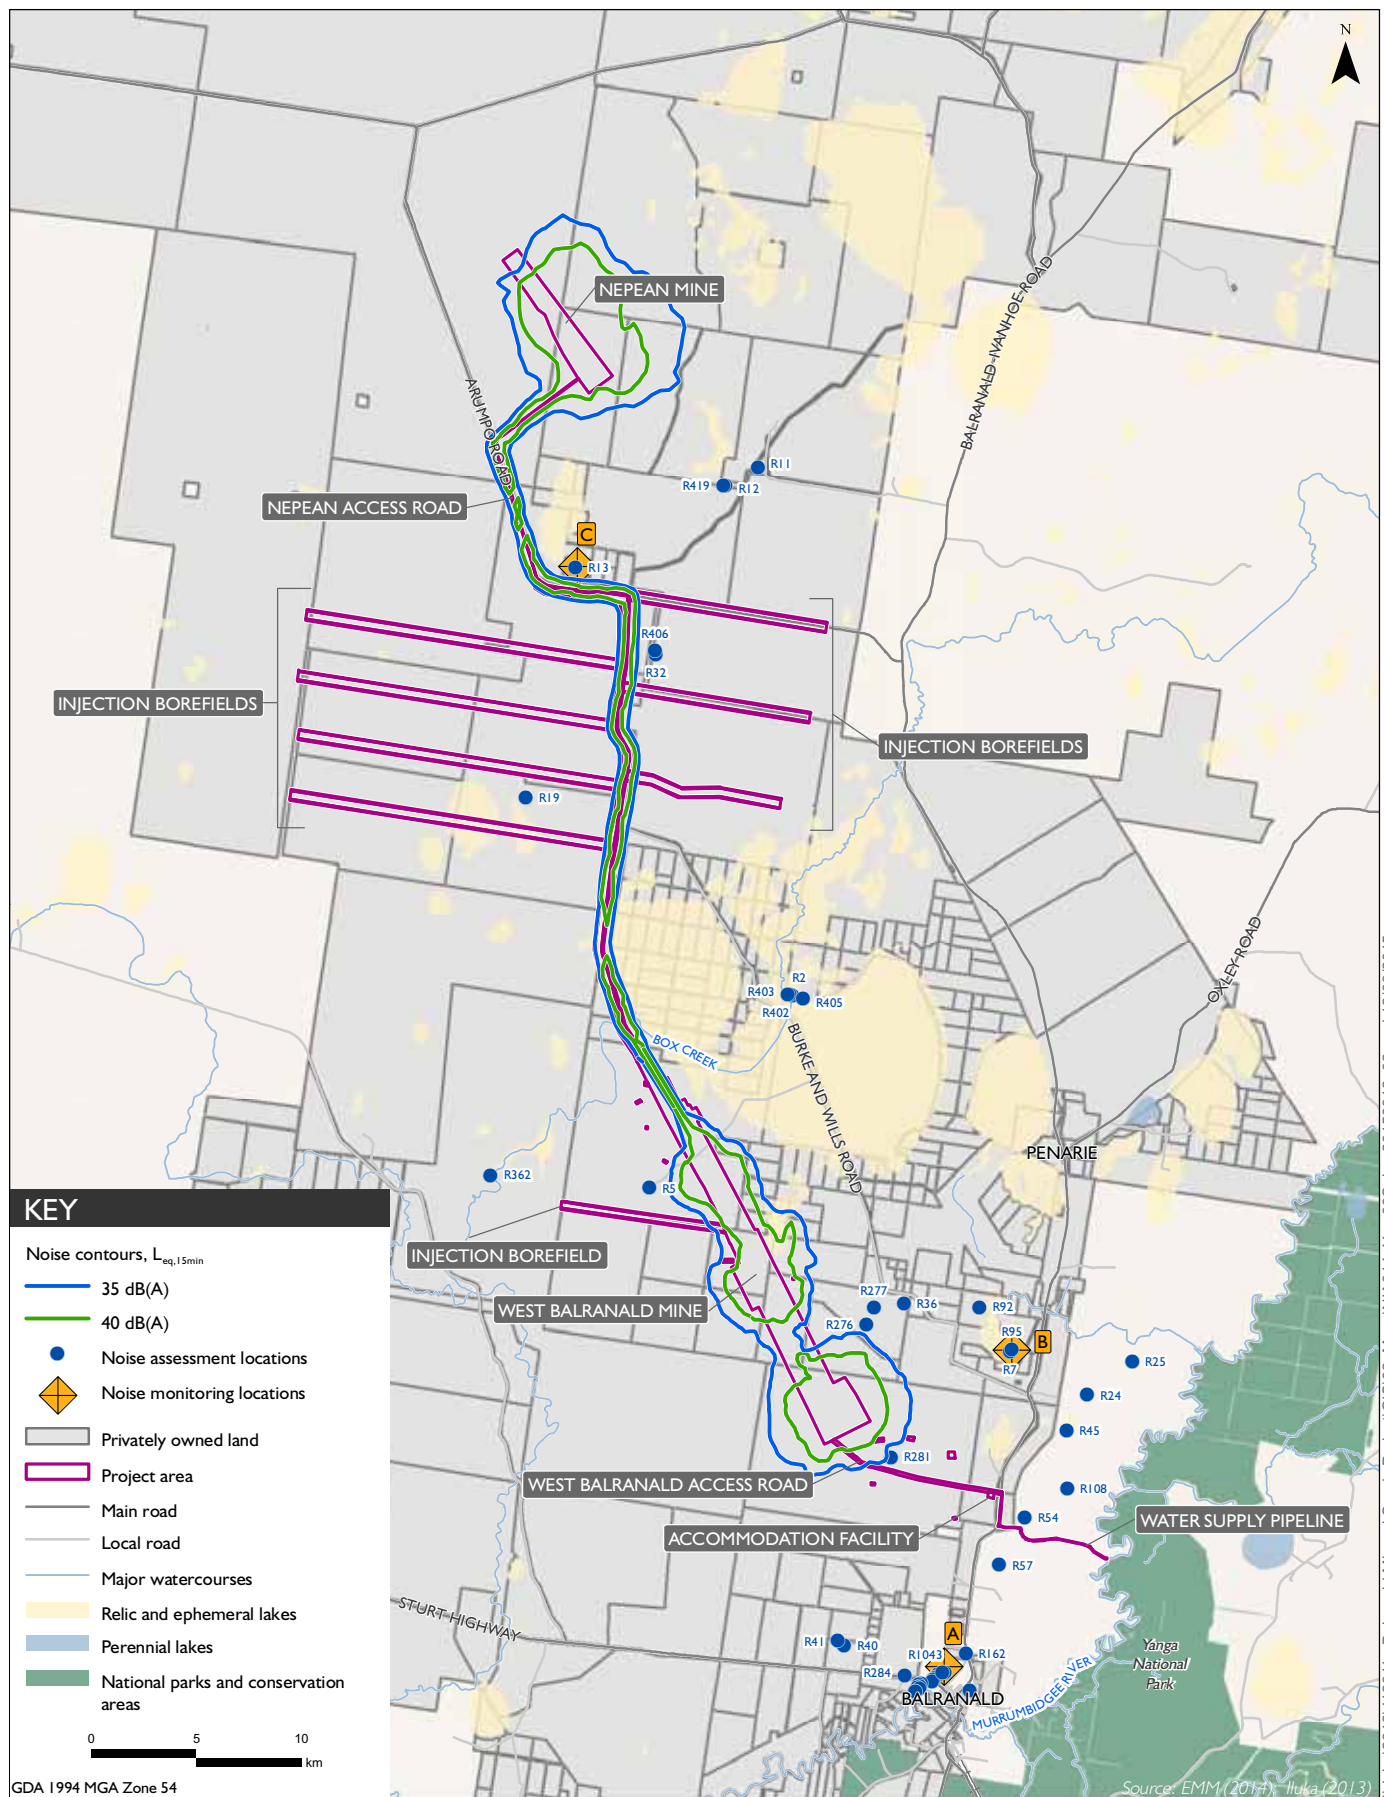 N
NEPEAN MINE
BALRANALD-IVANHOE ROAD
ARUMPO ROAD
R11
R419
R12
NEPEAN ACCESS ROAD
C
R13
R406
R32
INJECTION BOREFIELDS
INJECTION BOREFIELDS
R19
OXLEY ROAD
R2
R403
R405
R402
BOX CREEK
BURKE AND WILLS ROAD
PENARIE
R362
R5
INJECTION BOREFIELD
WEST BALRANALD MINE
R277
R36
R92
R276
R95
B
R7
R25
R24
R45
R281
WEST BALRANALD ACCESS ROAD
R108
R54
WATER SUPPLY PIPELINE
ACCOMMODATION FACILITY
R57
STURT HIGHWAY
A
R41
R40
R1043
R162
R284
BALRANALD
MURRUMBIDGEE RIVER
Yanga
National
Park
KEY
Noise contours, Leq,15min
35 dB(A)
40 dB(A)
Noise assessment locations
Noise monitoring locations
Privately owned land
Project area
Main road
Local road
Major watercourses
Relic and ephemeral lakes
Perennial lakes
National parks and conservation
areas
0 5 10
km
GDA 1994 MGA Zone 54
Source: EMM (2014); Iluka (2013)